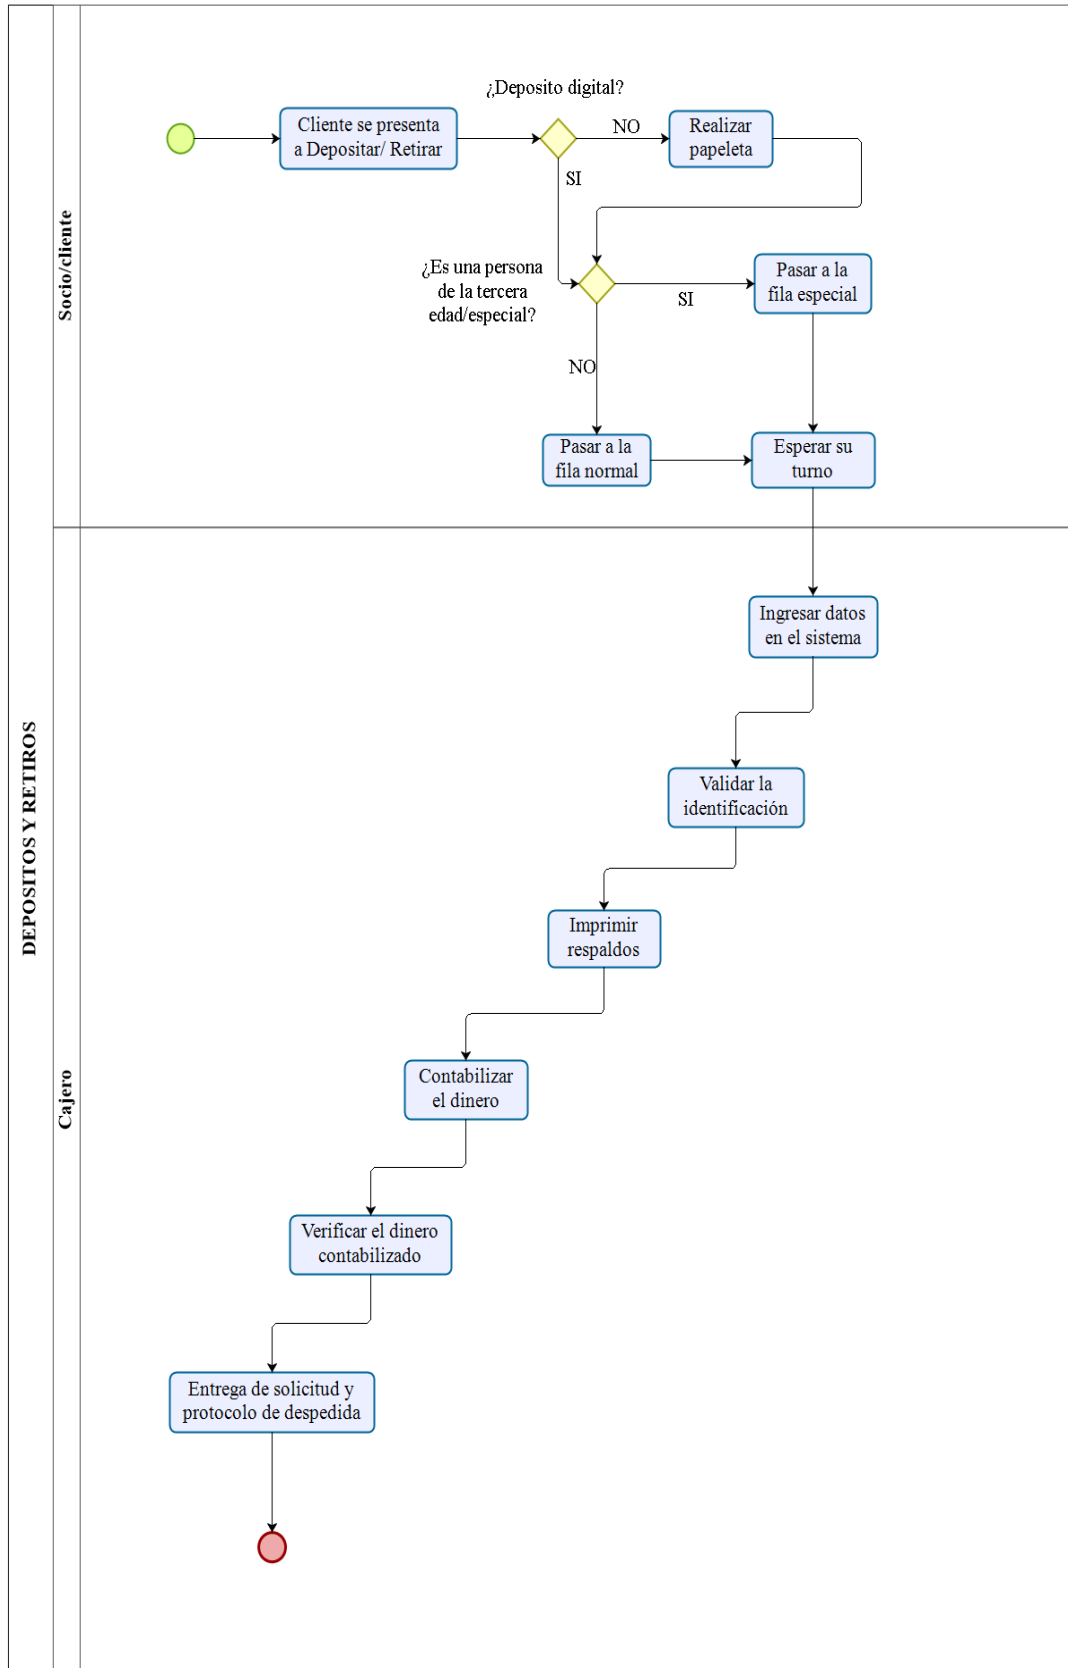 DEPOSITOS Y RETIROS
Socio/cliente
¿Deposito digital?
Cliente se presenta
a Depositar/ Retirar
NO
Realizar
papeleta
SI
¿Es una persona
de la tercera
edad/especial?
SI
Pasar a la
fila especial
NO
Pasar a la
fila normal
Esperar su
turno
Cajero
Ingresar datos
en el sistema
Validar la
identificación
Imprimir
respaldos
Contabilizar
el dinero
Verificar el dinero
contabilizado
Entrega de solicitud y
protocolo de despedida